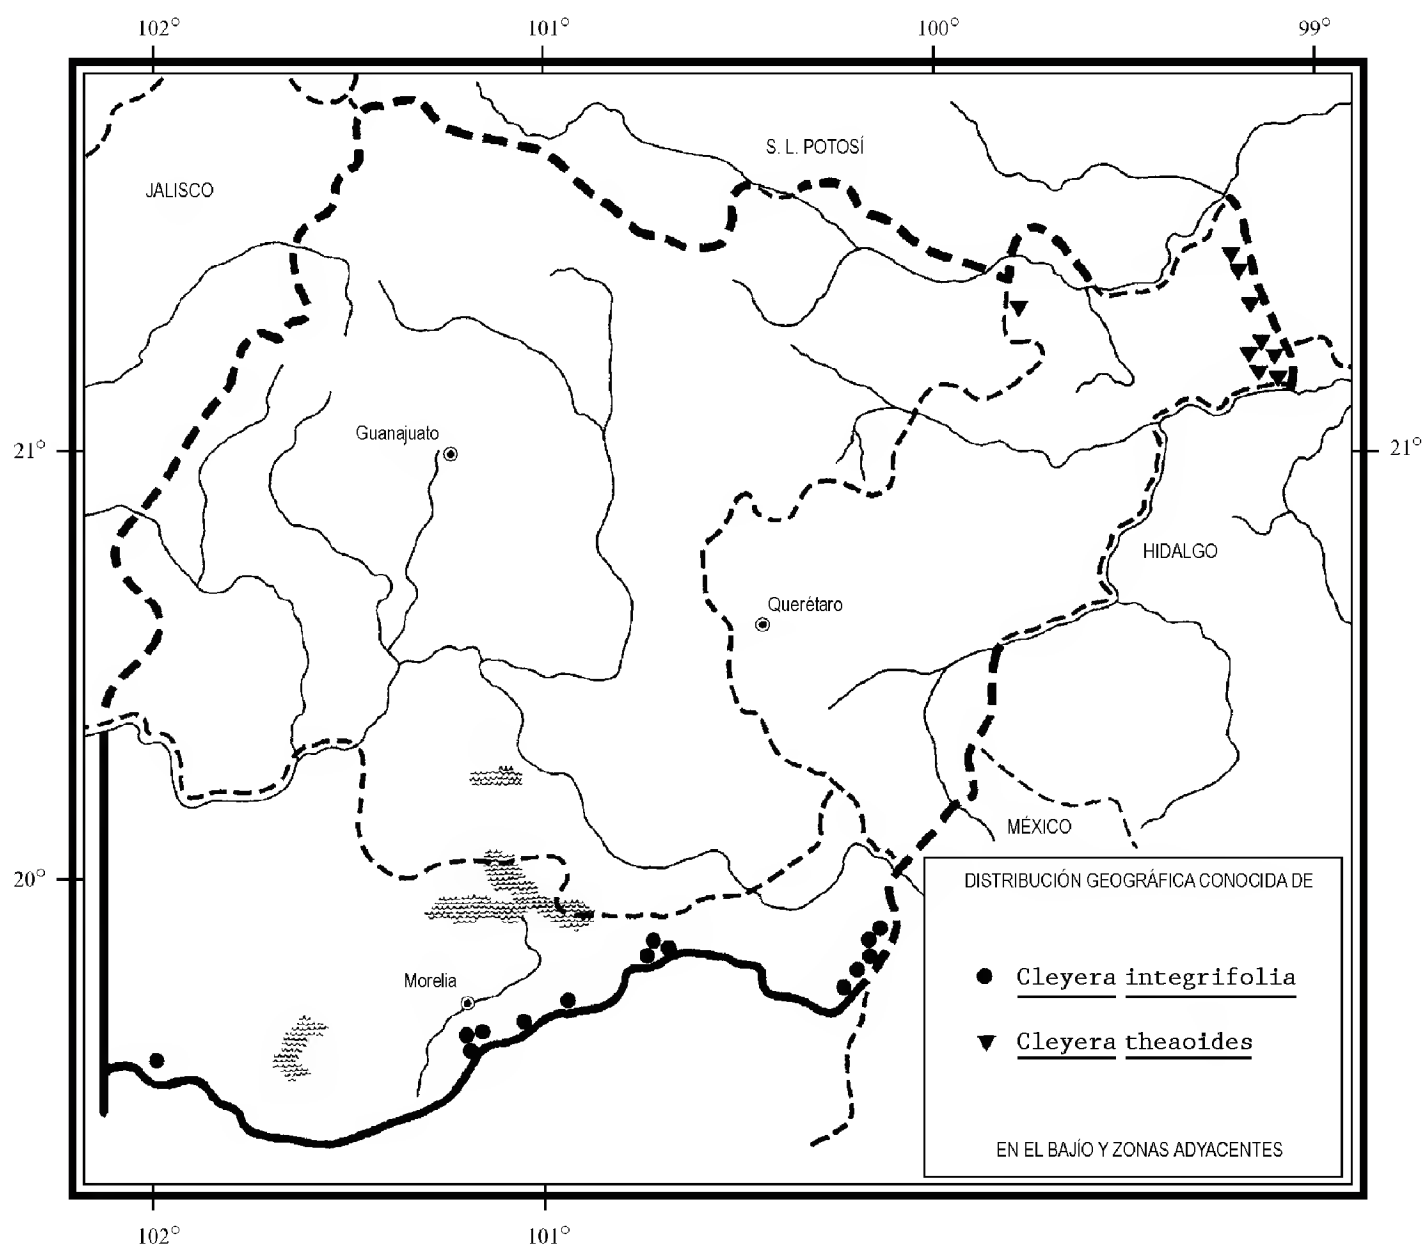 102° 101° 100° 99°
S. L. POTOSÍ
JALISCO
Guanajuato
21° 21°
HIDALGO
Querétaro
MÉXICO
20°
DISTRIBUCIÓN GEOGRÁFICA CONOCIDA DE
Cleyera integrifolia
Morelia
Cleyera theaoides
EN EL BAJÍO Y ZONAS ADYACENTES
102° 101°